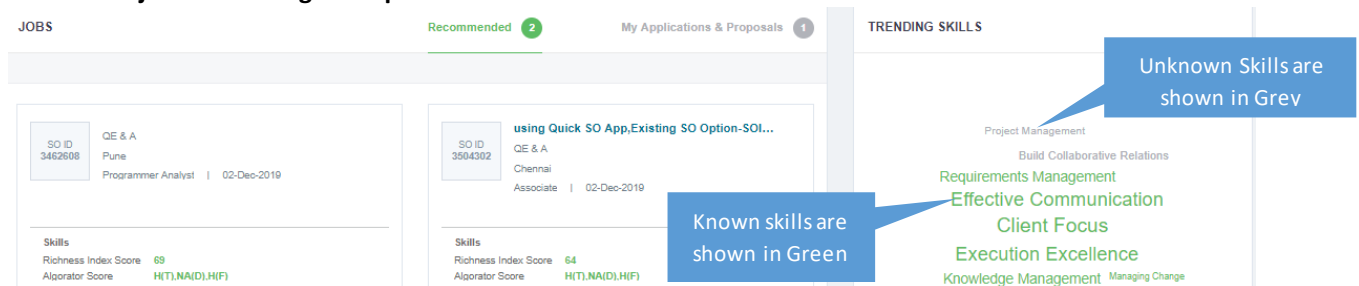 JOBS
Recommended 2
My Applications & Proposals 1
SO ID
3462608
QE & A
Pune
Programmer Analyst | 02-Dec-2019
Skills
Richness Index Score 69
Algorator Score H(T),NA(D),H(F)
using Quick SO App,Existing SO Option-SOI...
SO ID
3504302
QE & A
Chennai
Associate | 02-Dec-2019
Skills
Richness Index Score 64
Algorator Score H(T),NA(D),H(F)
TRENDING SKILLS
Unknown Skills are
shown in Grey
Project Management
Build Collaborative Relations
Requirements Management
Effective Communication
Client Focus
Execution Excellence
Knowledge Management Managing Change
Known skills are
shown in Green